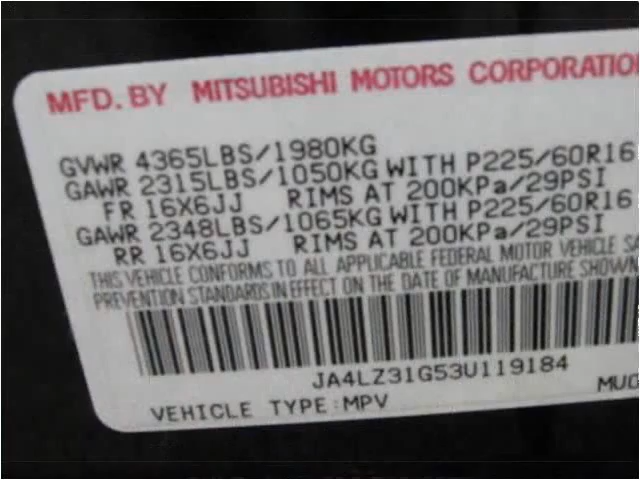 MFD. BY MITSUBISHI MOTORS CORPORATIO
GVWR 4365LBS/1980KG
GAWR 2315LBS/1050KG WITH P225/60R16
FR 16X6JJ RIMS AT 200KPa/29PSI
GAWR 2348LBS/1065KG WITH P225/60R16
RR 16X6JJ RIMS AT 200KPa/29PSI
THIS VEHICLE CONFORMS TO ALL APPLICABLE FEDERAL MOTOR VEHICLE SA
PREVENTION STANDARDS IN EFFECT ON THE DATE OF MANUFACTURE SHOWN
JA4LZ31G53U119184
VEHICLE TYPE:MPV MUC